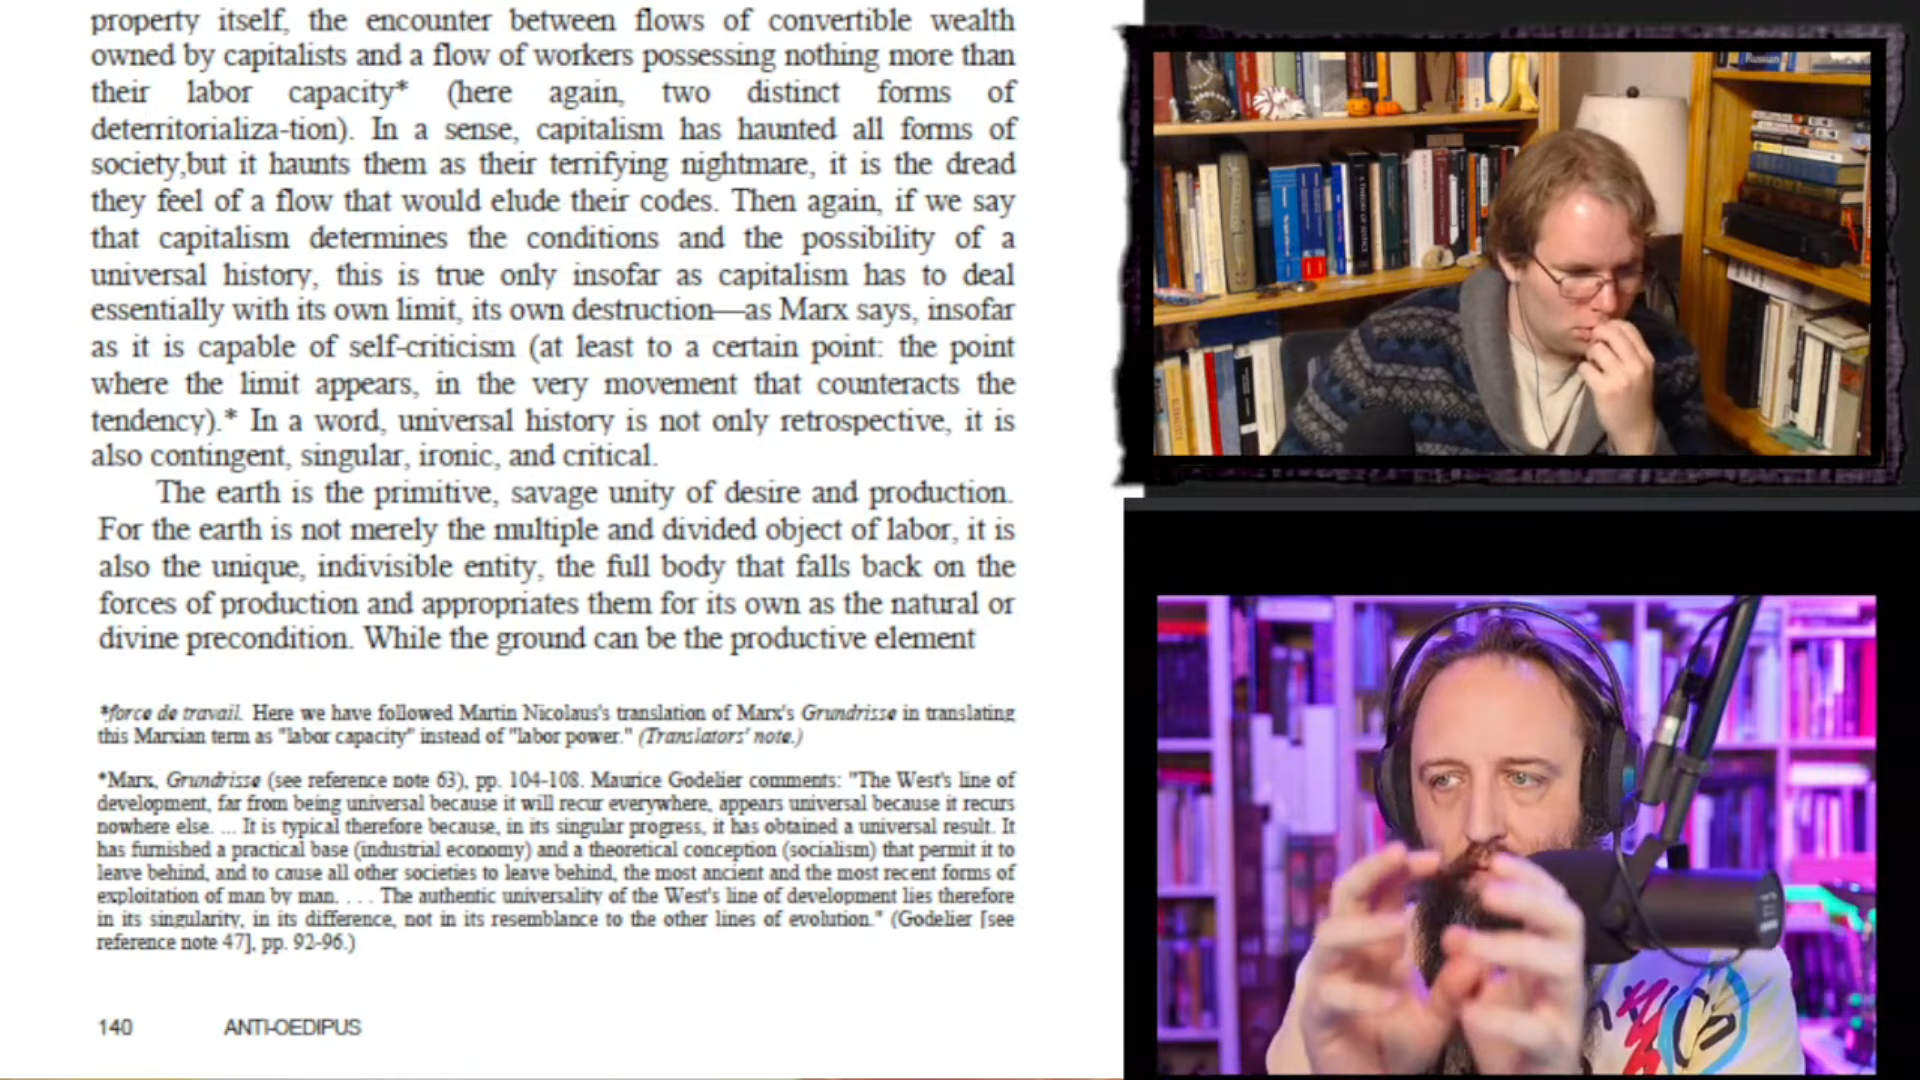 property itself, the encounter between flows of convertible wealth
owned by capitalists and a flow of workers possessing nothing more than
their labor capacity* (here again, two distinct forms of
deterritorializa-tion). In a sense, capitalism has haunted all forms of
society,but it haunts them as their terrifying nightmare, it is the dread
they feel of a flow that would elude their codes. Then again, if we say
that capitalism determines the conditions and the possibility of a
universal history, this is true only insofar as capitalism has to deal
essentially with its own limit, its own destruction—as Marx says, insofar
as it is capable of self-criticism (at least to a certain point: the point
where the limit appears, in the very movement that counteracts the
tendency).* In a word, universal history is not only retrospective, it is
also contingent, singular, ironic, and critical.
The earth is the primitive, savage unity of desire and production.
For the earth is not merely the multiple and divided object of labor, it is
also the unique, indivisible entity, the full body that falls back on the
forces of production and appropriates them for its own as the natural or
divine precondition. While the ground can be the productive element
*force de travail. Here we have followed Martin Nicolaus's translation of Marx's Grundrisse in translating
this Marxian term as "labor capacity" instead of "labor power." (Translators' note.)
*Marx, Grundrisse (see reference note 63), pp. 104-108. Maurice Godelier comments: "The West's line of
development, far from being universal because it will recur everywhere, appears universal because it recurs
nowhere else. ... It is typical therefore because, in its singular progress, it has obtained a universal result. It
has furnished a practical base (industrial economy) and a theoretical conception (socialism) that permit it to
leave behind, and to cause all other societies to leave behind, the most ancient and the most recent forms of
exploitation of man by man. . . . The authentic universality of the West's line of development lies therefore
in its singularity, in its difference, not in its resemblance to the other lines of evolution." (Godelier [see
reference note 47], pp. 92-96.)
140 ANTI-OEDIPUS
Russian
A THEORY OF JUSTICE